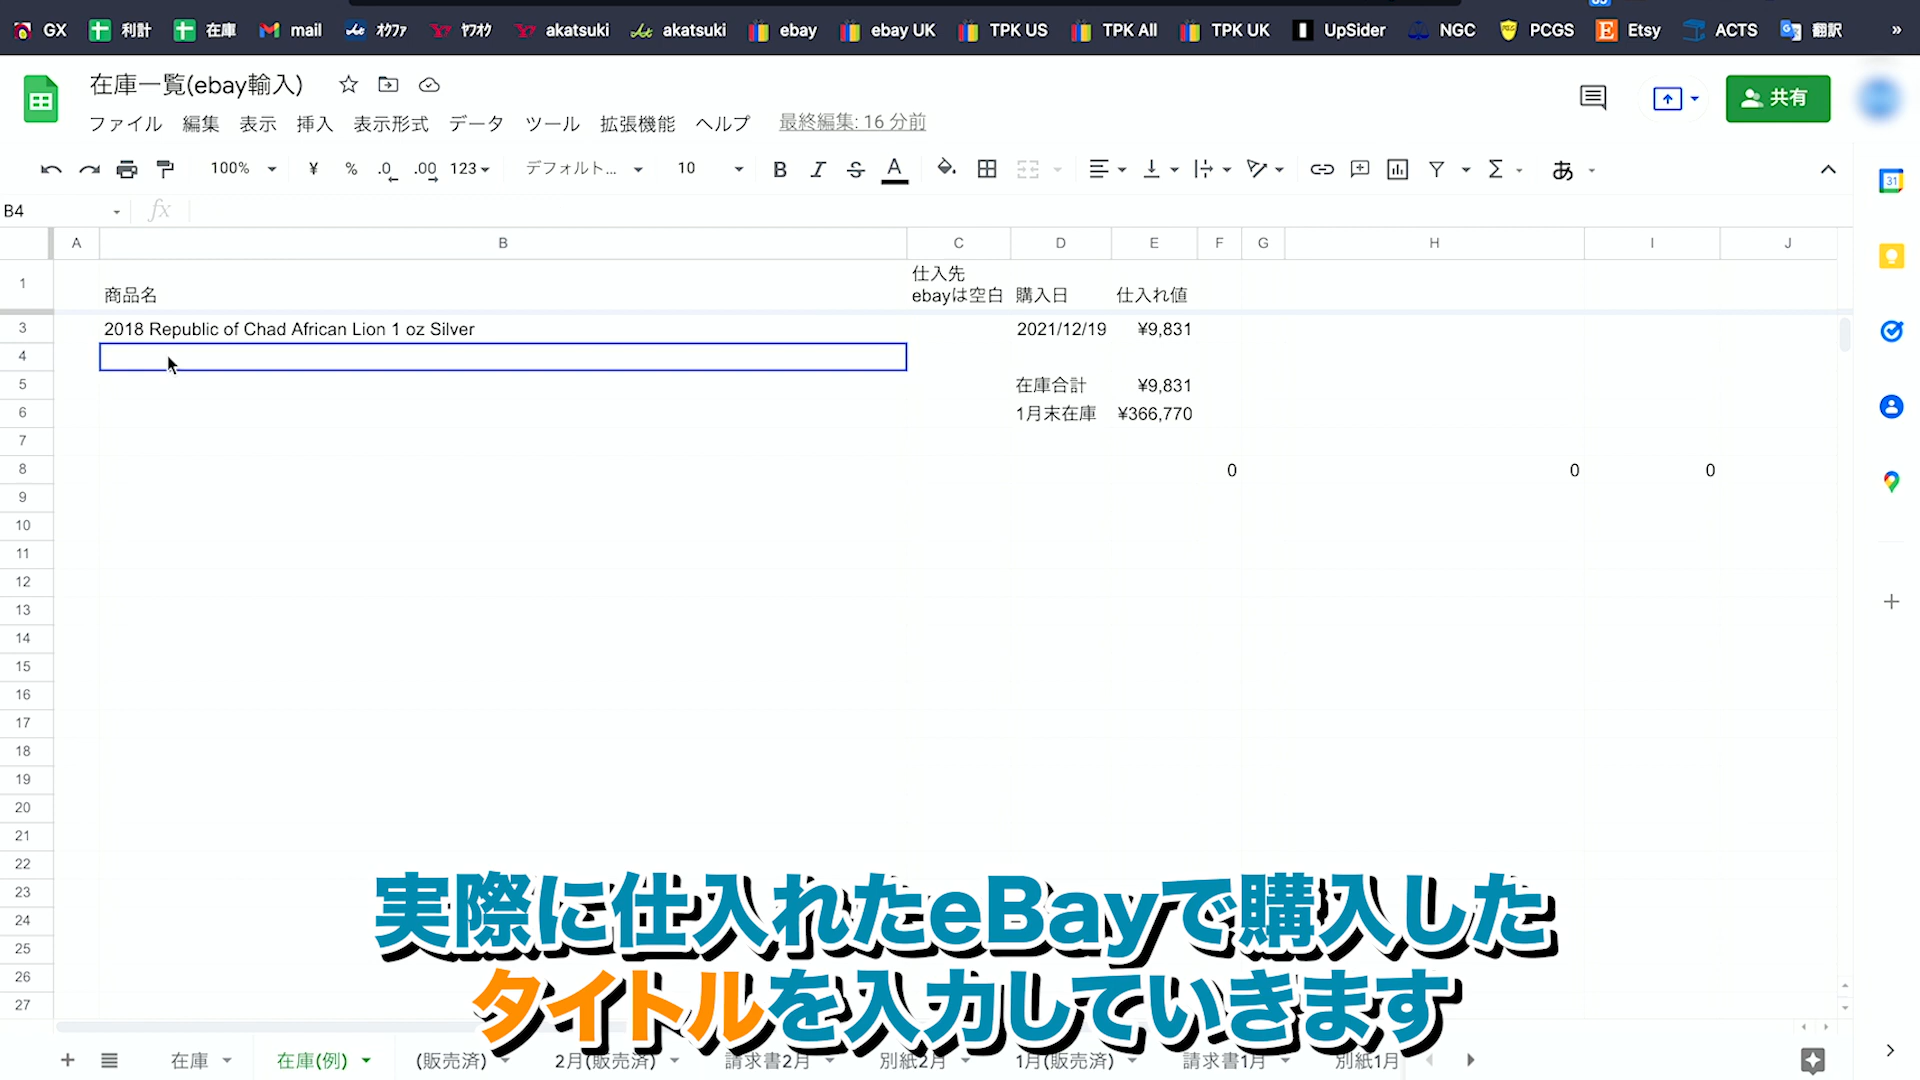 GX 利計 在庫 mail ｵｸﾌｧ ﾔﾌｵｸ akatsuki akatsuki ebay ebay UK TPK US TPK All TPK UK UpSider NGC PCGS Etsy ACTS 翻訳 »
在庫一覧(ebay輸入)
共有
ファイル 編集 表示 挿入 表示形式 データ ツール 拡張機能 ヘルプ 最終編集: 16 分前
100% ¥ % .0 .00 123 デフォルト... 10 B I S A Σ あ
31
B4 fx
A B C D E F G H I J
仕入先
1 商品名 ebayは空白 購入日 仕入れ値
3 2018 Republic of Chad African Lion 1 oz Silver 2021/12/19 ¥9,831
4
5 在庫合計 ¥9,831
6 1月末在庫 ¥366,770
7
8 0 0 0
9
10
11
12
13
14
15
16
17
18
19
20
21
22
23
24
25
26
27
実際に仕入れたeBayで購入した
タイトルを入力していきます
+ 在庫 在庫(例) (販売済) 2月(販売済) 請求書2月 別紙2月 1月(販売済) 請求書1月 別紙1月